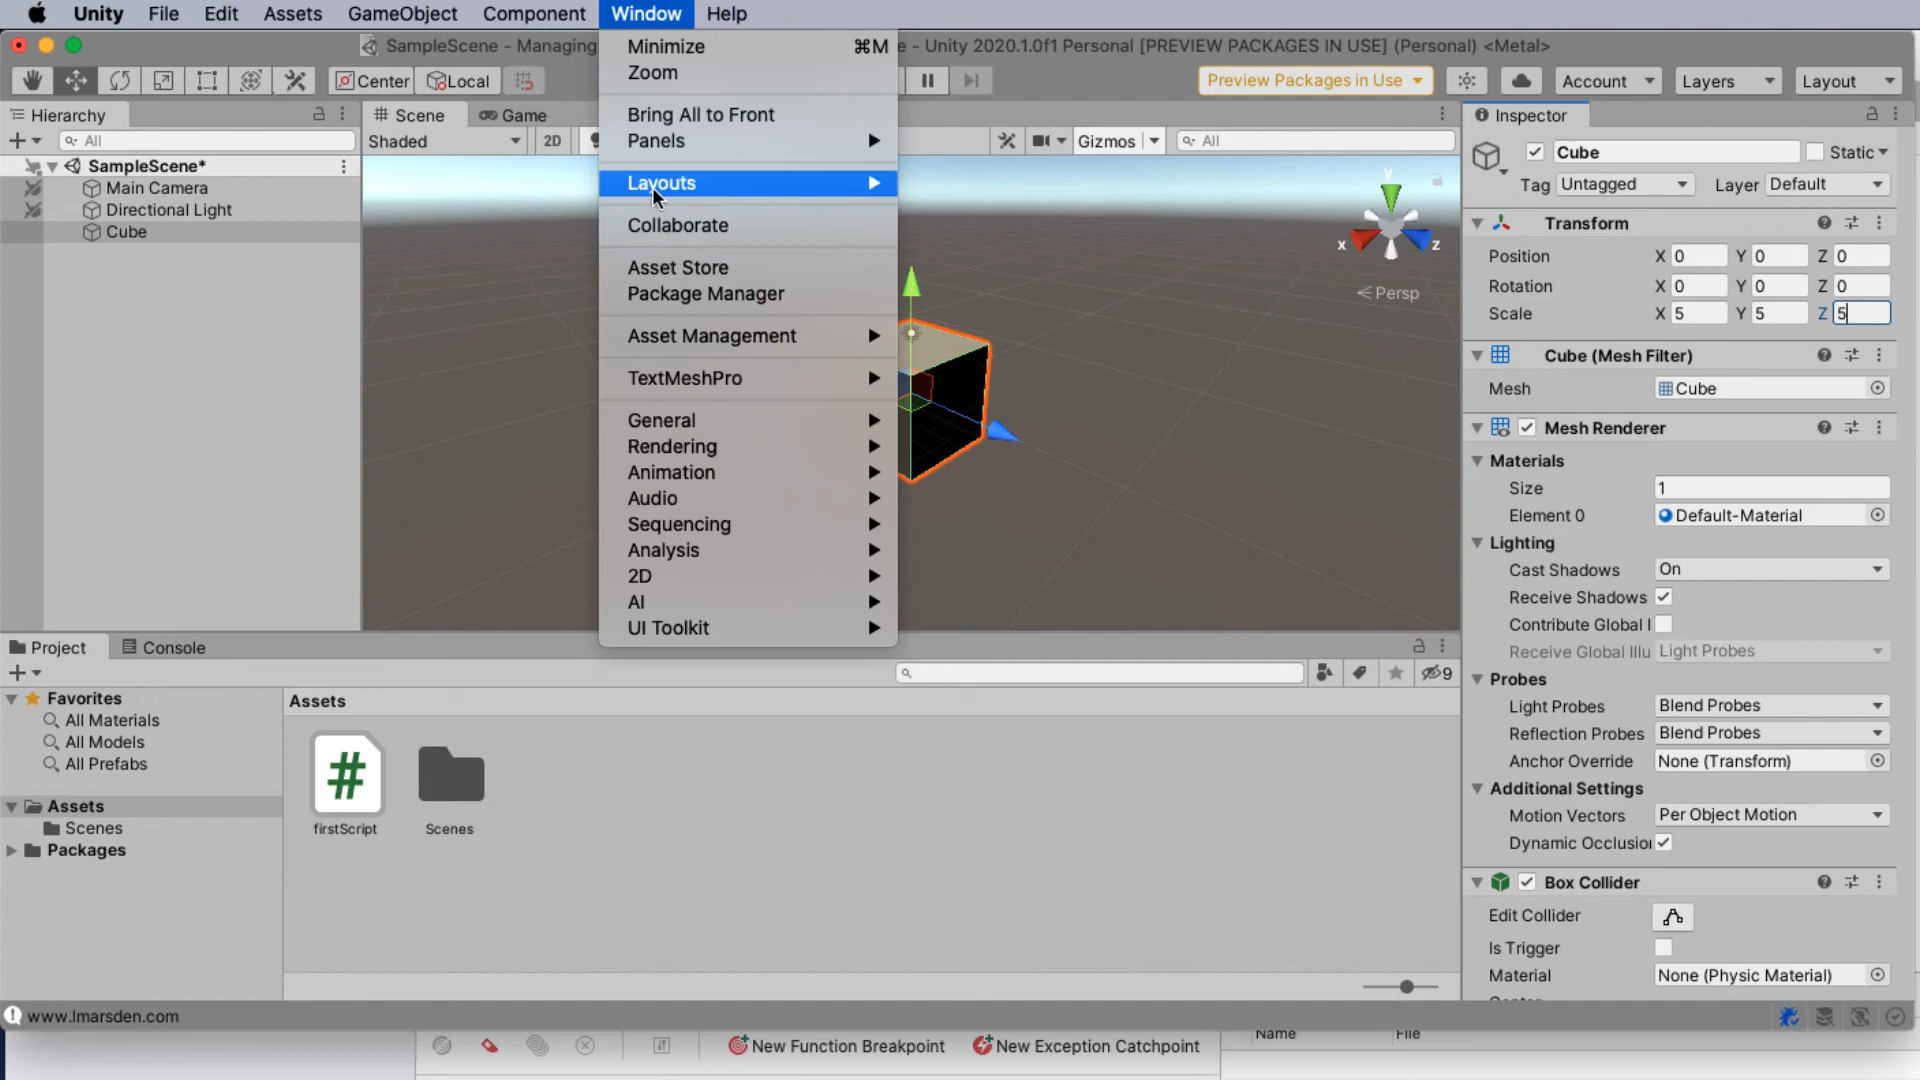 Unity File Edit Assets GameObject Component Window Help
SampleScene - Managing
e - Unity 2020.1.0f1 Personal [PREVIEW PACKAGES IN USE] (Personal) <Metal>
Center Local Preview Packages in Use Account Layers Layout
Minimize ⌘M
Zoom
Bring All to Front
Panels
Layouts
Collaborate
Asset Store
Package Manager
Asset Management
TextMeshPro
General
Rendering
Animation
Audio
Sequencing
Analysis
2D
AI
UI Toolkit
Hierarchy
All
SampleScene*
Main Camera
Directional Light
Cube
Scene Game
Shaded 2D Gizmos All
y
x z
< Persp
Inspector
Cube Static
Tag Untagged Layer Default
Transform
Position X 0 Y 0 Z 0
Rotation X 0 Y 0 Z 0
Scale X 5 Y 5 Z 5
Cube (Mesh Filter)
Mesh Cube
Mesh Renderer
Materials
Size 1
Element 0 Default-Material
Lighting
Cast Shadows On
Receive Shadows
Contribute Global I
Receive Global Illu Light Probes
Probes
Light Probes Blend Probes
Reflection Probes Blend Probes
Anchor Override None (Transform)
Additional Settings
Motion Vectors Per Object Motion
Dynamic Occlusion
Box Collider
Edit Collider
Is Trigger
Material None (Physic Material)
Project Console
9
Favorites
All Materials
All Models
All Prefabs
Assets
Scenes
Packages
Assets
firstScript Scenes
www.lmarsden.com
New Function Breakpoint New Exception Catchpoint
Name File